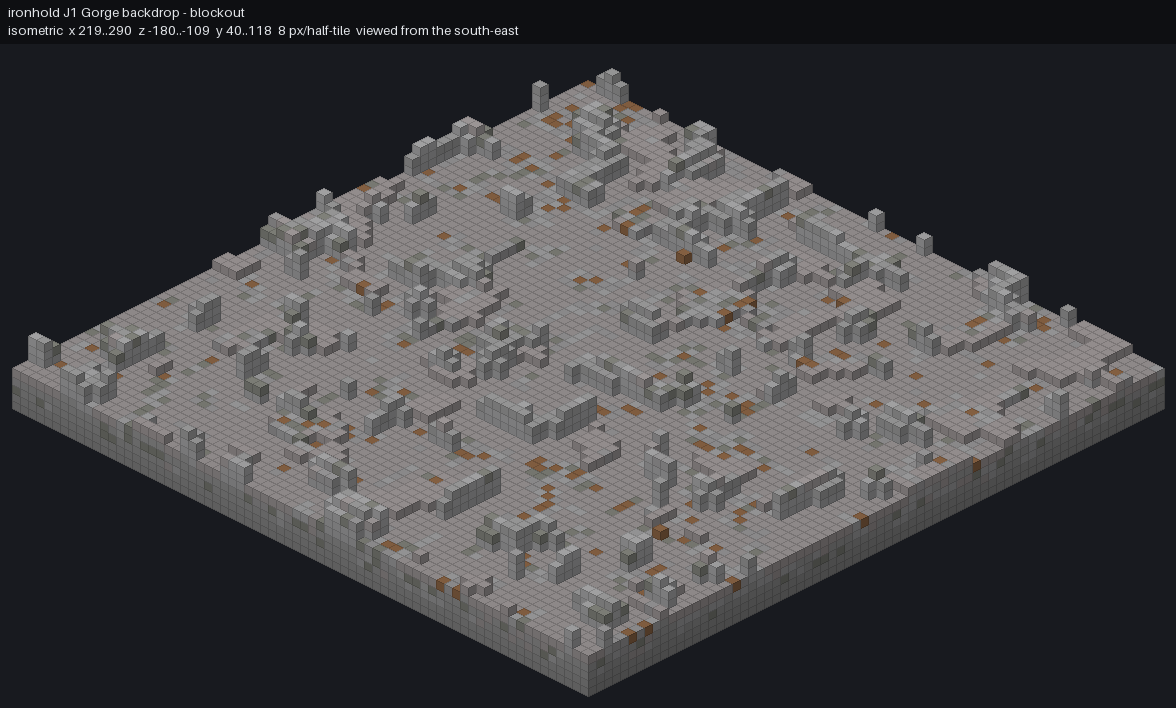 ironhold J1 Gorge backdrop - blockout
isometric  x 219..290  z -180..-109  y 40..118  8 px/half-tile  viewed from the south-east